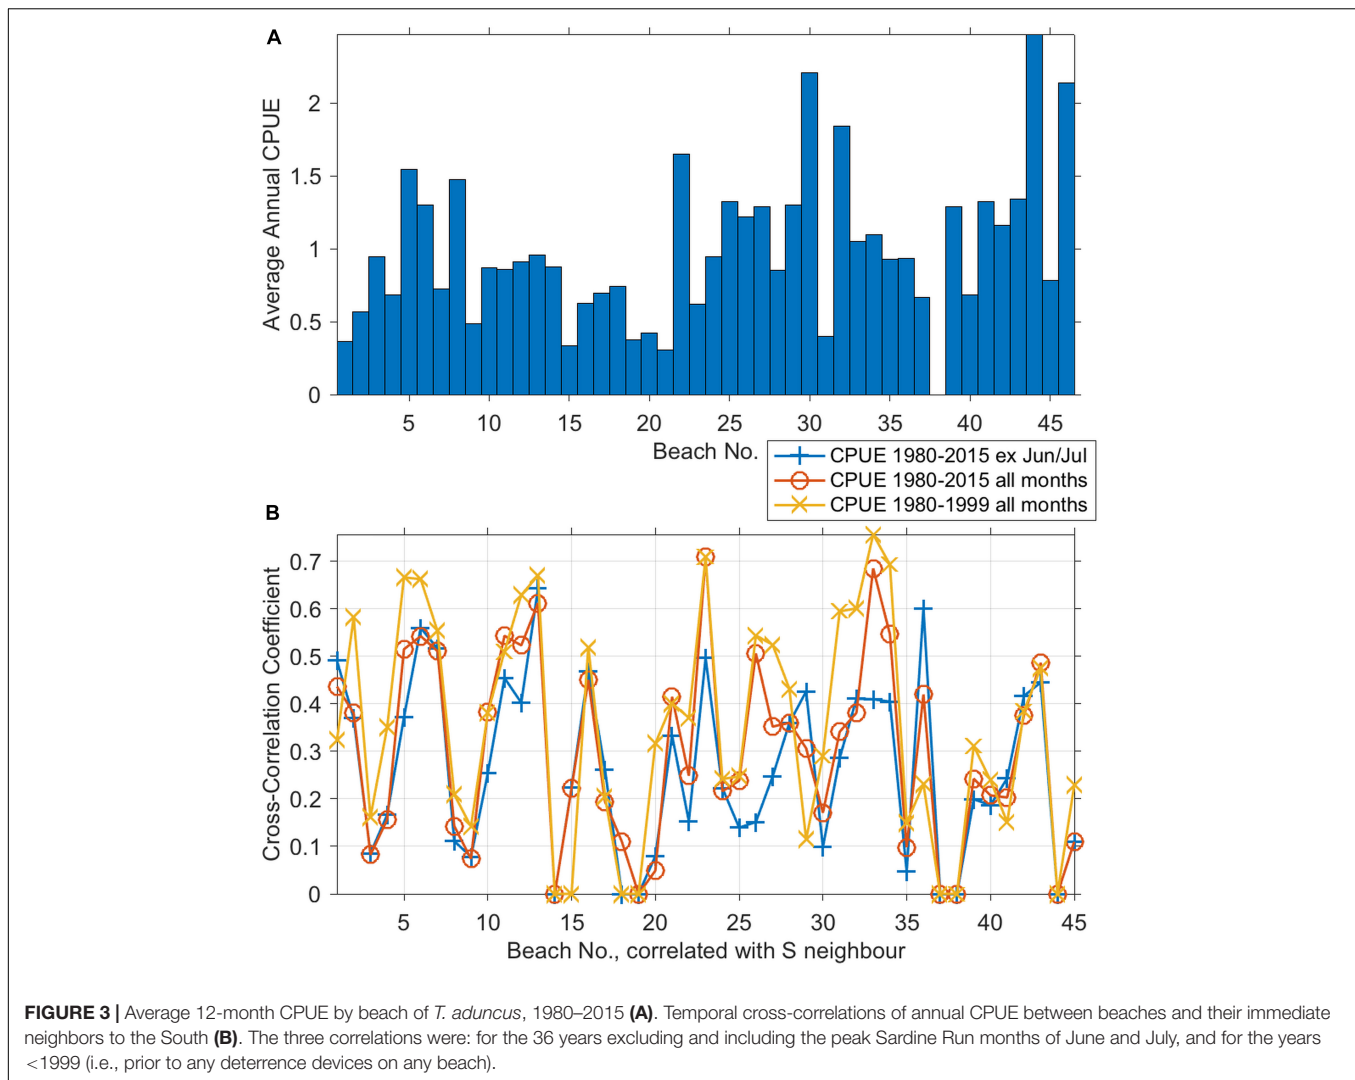 A
2
1.5
1
0.5
0
Average Annual CPUE
5 10 15 20 25 30 35 40 45
Beach No.
CPUE 1980-2015 ex Jun/Jul
CPUE 1980-2015 all months
CPUE 1980-1999 all months
B
0.7
0.6
0.5
0.4
0.3
0.2
0.1
0
Cross-Correlation Coefficient
5 10 15 20 25 30 35 40 45
Beach No., correlated with S neighbour
FIGURE 3 | Average 12-month CPUE by beach of T. aduncus, 1980–2015 (A). Temporal cross-correlations of annual CPUE between beaches and their immediate
neighbors to the South (B). The three correlations were: for the 36 years excluding and including the peak Sardine Run months of June and July, and for the years
<1999 (i.e., prior to any deterrence devices on any beach).